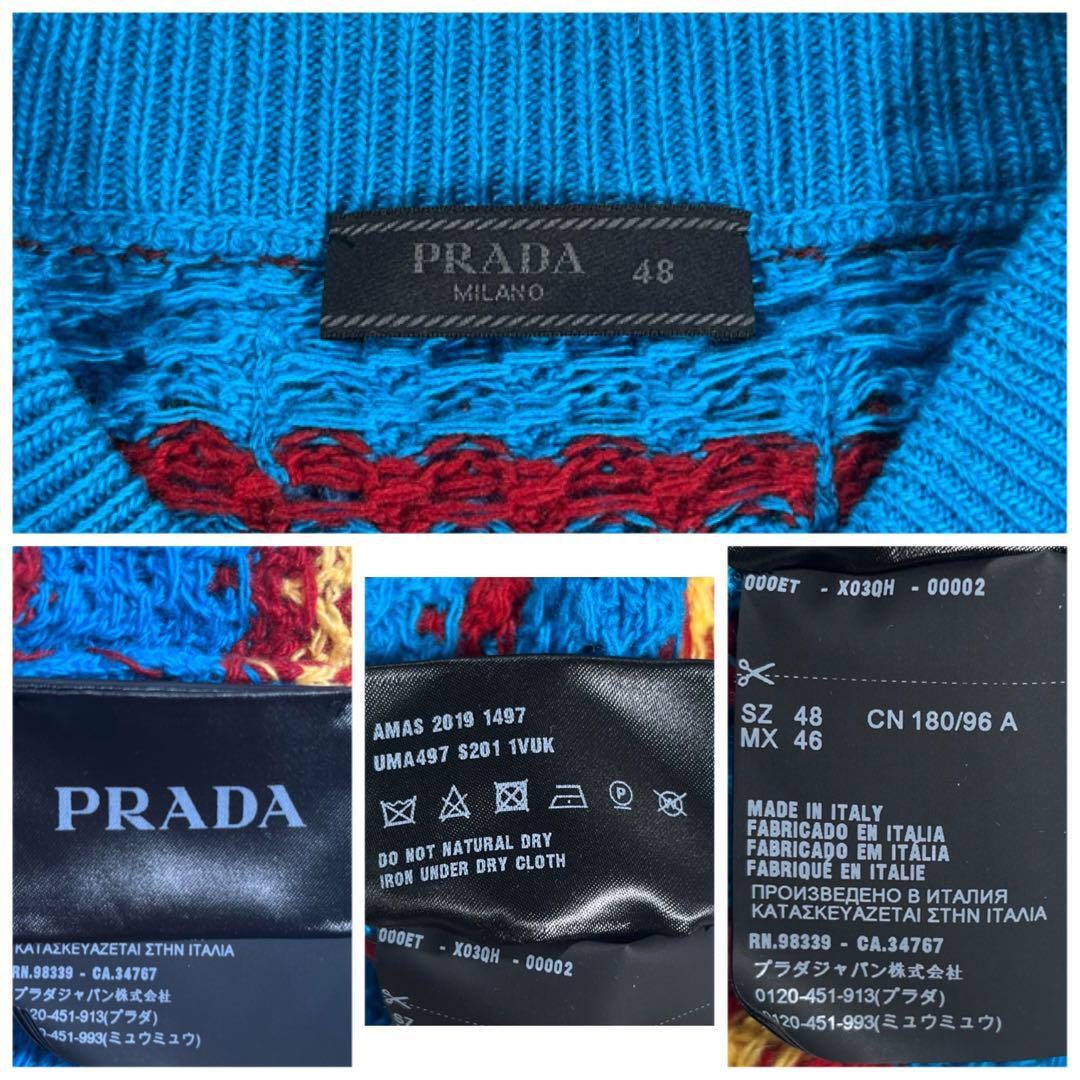 PRADA
MILANO
48
PRADA
ΚΑΤΑΣΚΕΥΑΖΕΤΑΙ ΣΤΗΝ ΙΤΑΛΙΑ
RN.98339 - CA.34767
プラダジャパン株式会社
0120-451-913(プラダ)
0-451-993(ミュウミュウ)
AMAS 2019 1497
UMA497 S201 1VUK
P
W
DO NOT NATURAL DRY
IRON UNDER DRY CLOTH
000ET - X03QH - 00002
SZ
000ET - X03QH - 00002
SZ 48 CN 180/96 A
MX 46
MADE IN ITALY
FABRICADO EN ITALIA
FABRICADO EM ITÁLIA
FABRIQUÉ EN ITALIE
ПРОИЗВЕДЕНО В ИТАЛИЯ
ΚΑΤΑΣΚΕΥΑΖΕΤΑΙ ΣΤΗΝ ΙΤΑΛΙΑ
RN.98339 - CA.34767
プラダジャパン株式会社
0120-451-913(プラダ)
0120-451-993(ミュウミュウ)